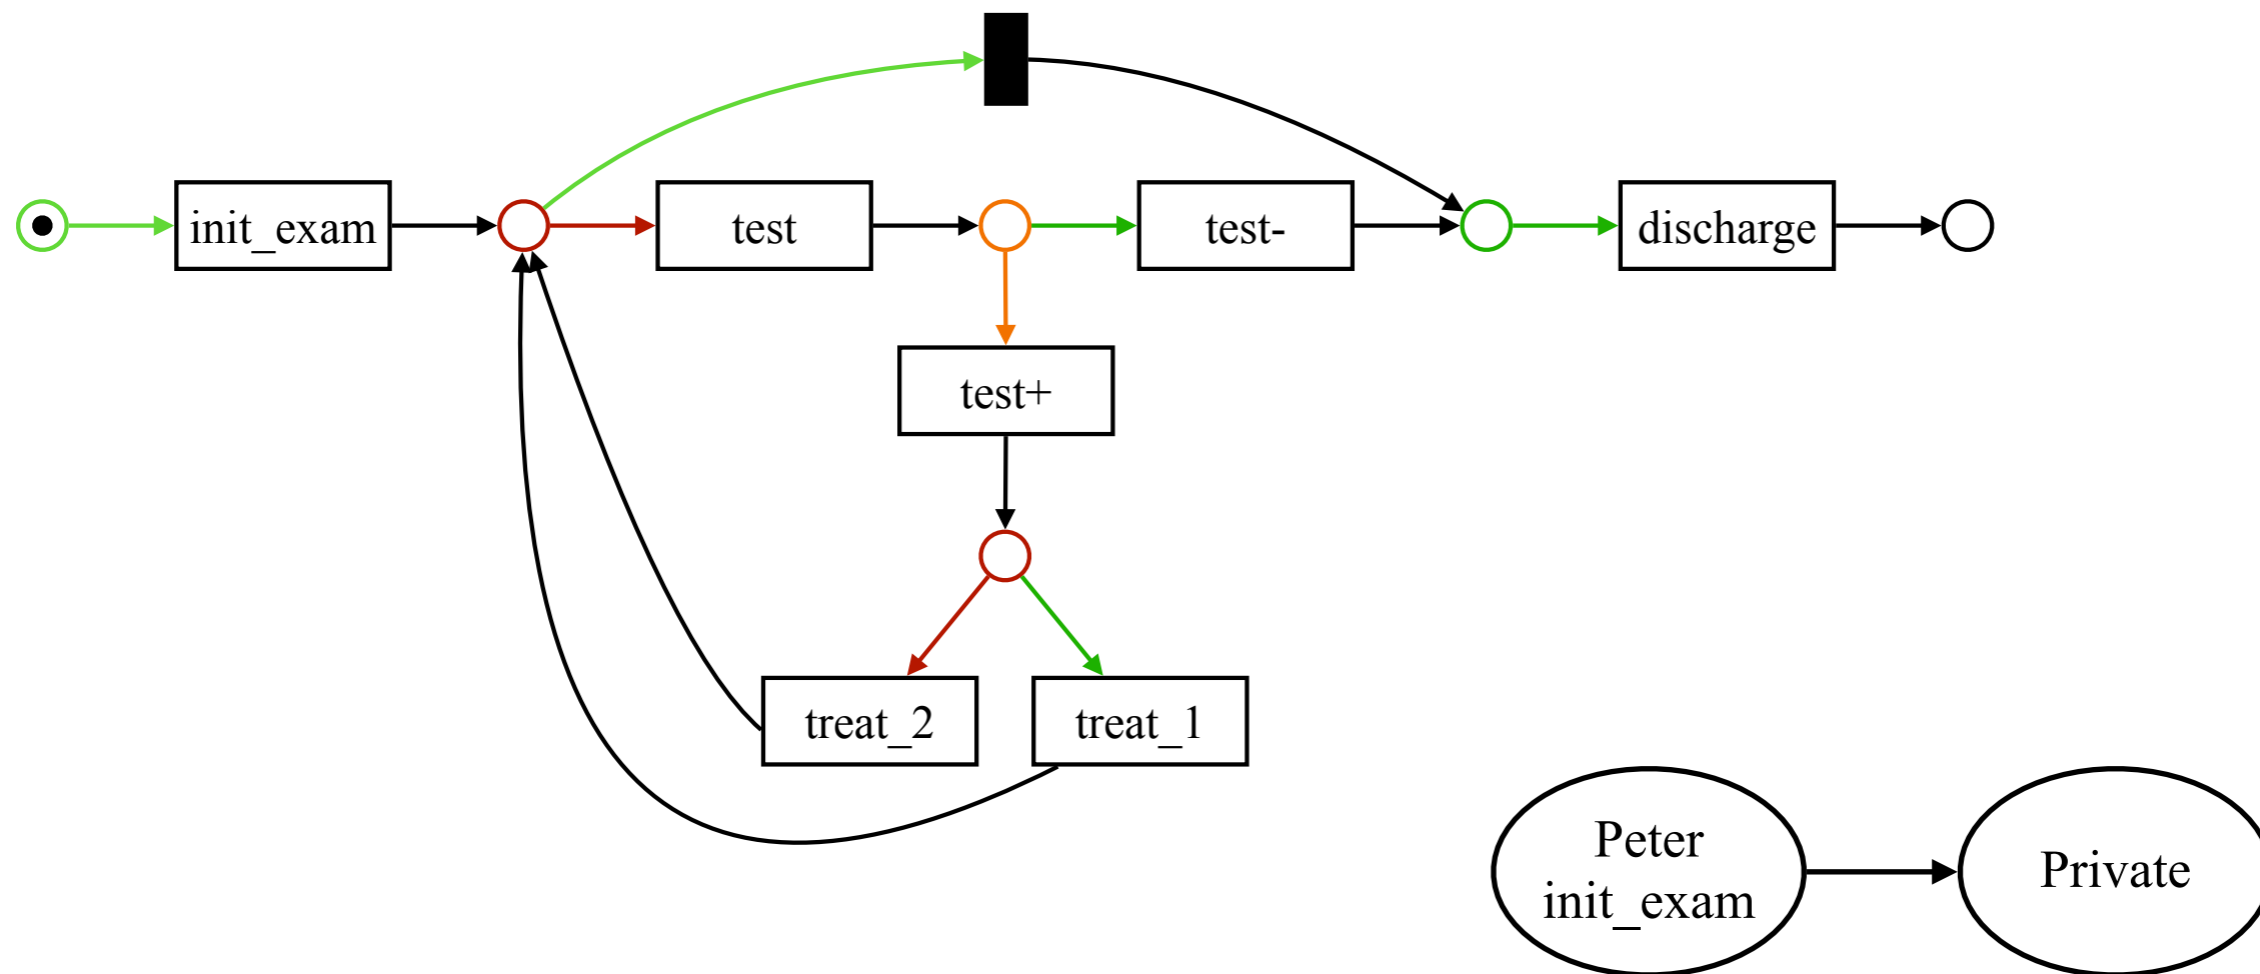 init_exam
test
test-
discharge
test+
treat_2
treat_1
Peter
init_exam
Private